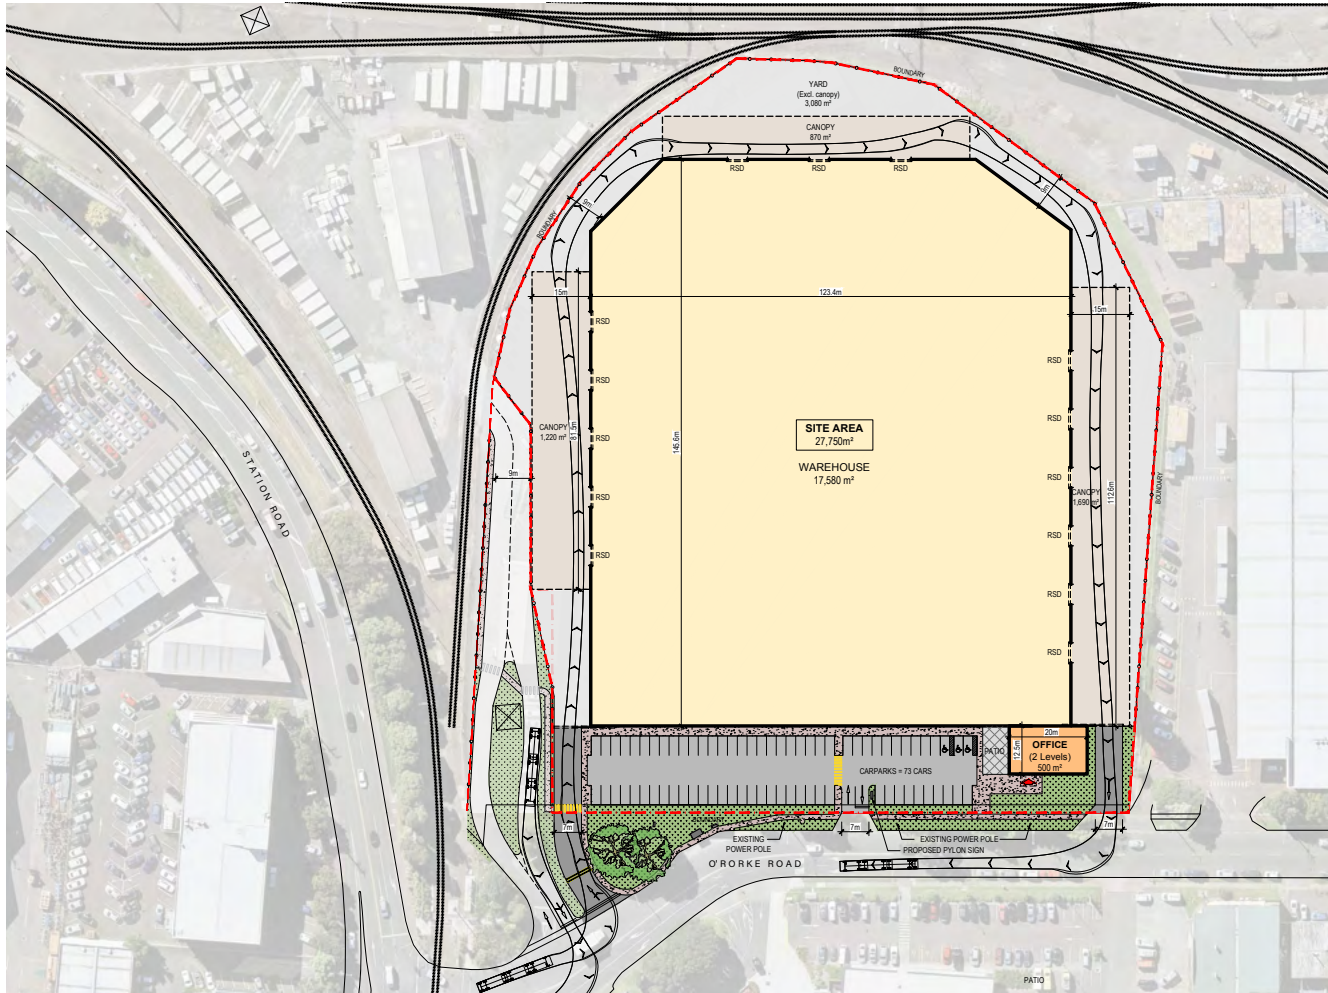 BOUNDARY
YARD
(Excl. canopy)
3,080 m²
CANOPY
870 m²
RSD
RSD
RSD
9m
9m
BOUNDARY
15m
123.4m
15m
RSD
RSD
RSD
RSD
RSD
CANOPY
1,220 m²
81.5m
145.6m
9m
SITE AREA
27,750m²
WAREHOUSE
17,580 m²
RSD
RSD
RSD
RSD
RSD
RSD
CANOPY
1,690 m²
112.6m
BOUNDARY
STATION ROAD
PATIO
12.5m
20m
OFFICE
(2 Levels)
500 m²
CARPARKS = 73 CARS
7m
7m
7m
EXISTING
POWER POLE
EXISTING POWER POLE
PROPOSED PYLON SIGN
O'RORKE ROAD
PATIO